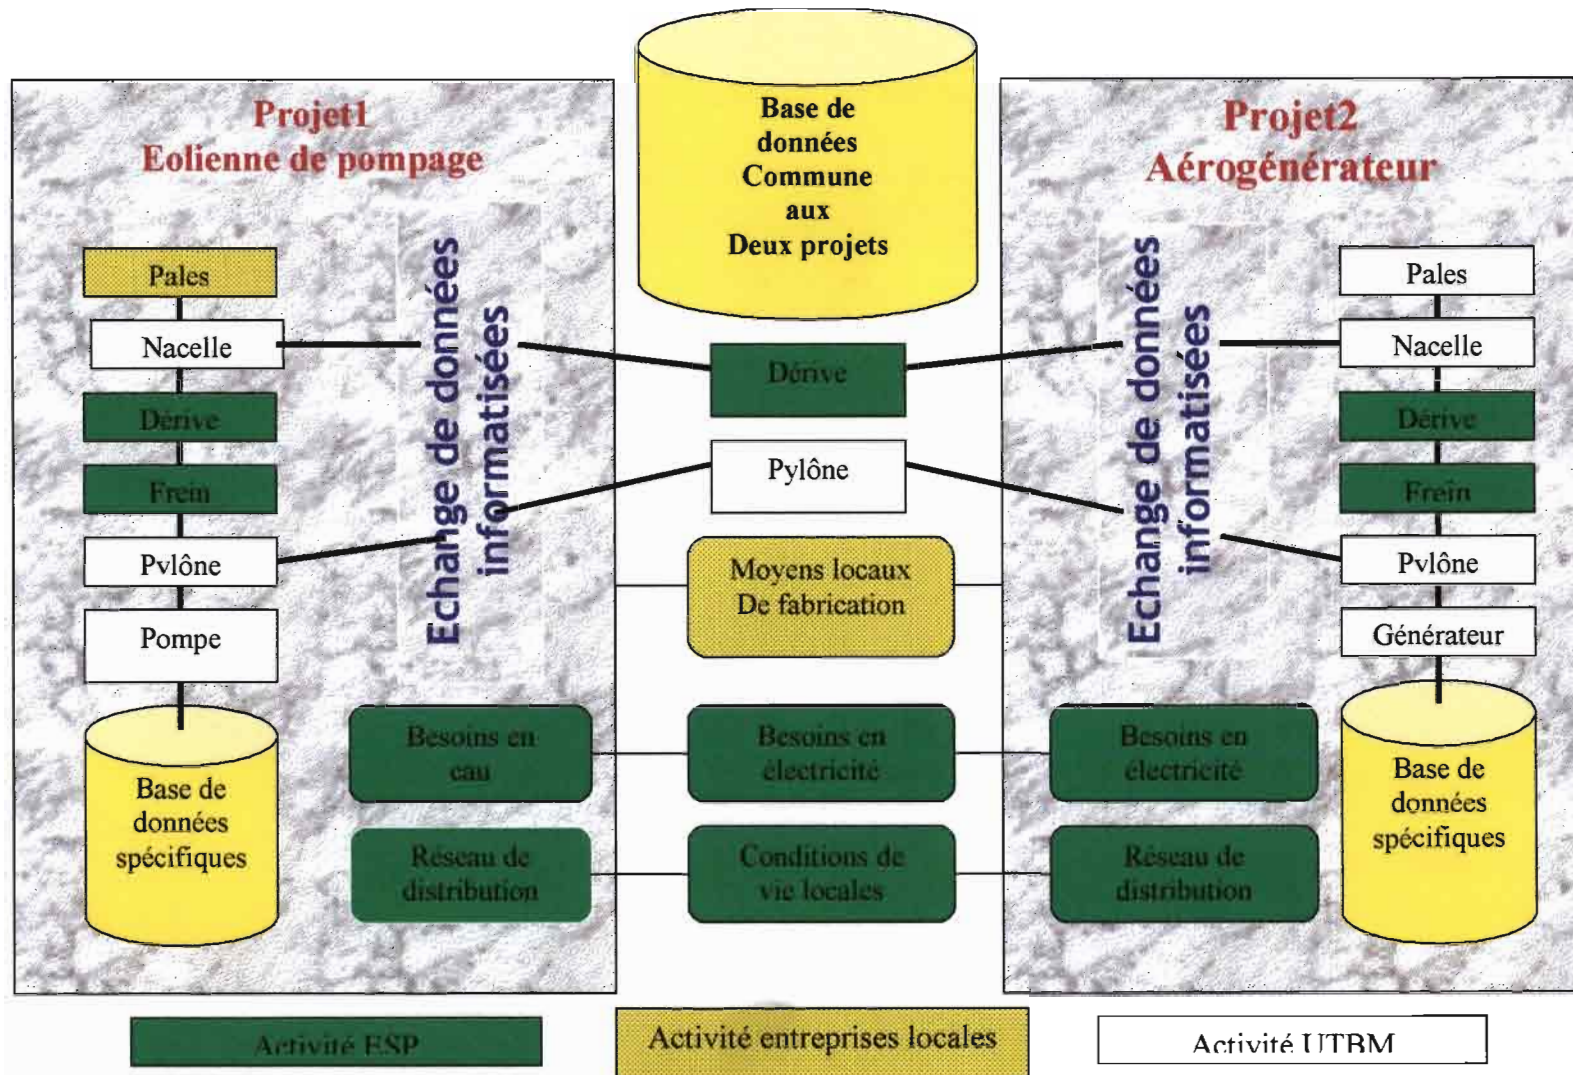 Projet1
Eolienne de pompage
Pales
Nacelle
Dérive
Frein
Pvlône
Pompe
Base de
données
spécifiques
Echange de données
informatisées
Besoins en
cau
Réseau de
distribution
Base de
données
Commune
aux
Deux projets
Dérive
Pylône
Moyens locaux
De fabrication
Besoins en
électricité
Conditions de
vie locales
Projet2
Aérogénérateur
Echange de données
informatisées
Pales
Nacelle
Dérive
Frein
Pvlône
Générateur
Base de
données
spécifiques
Besoins en
électricité
Réseau de
distribution
Activité ESP
Activité entreprises locales
Activité UTBM